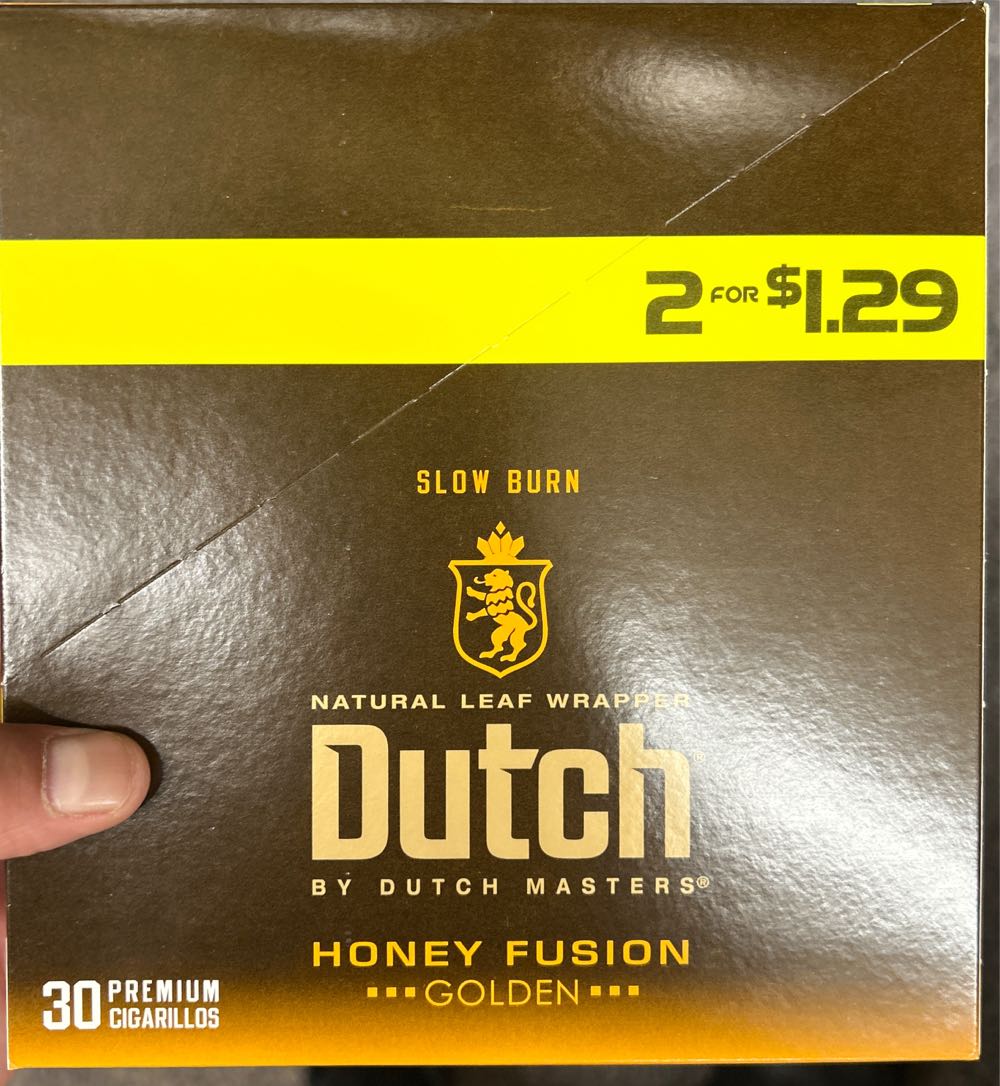 2 FOR $1.29
SLOW BURN
NATURAL LEAF WRAPPER
Dutch
BY DUTCH MASTERS®
HONEY FUSION
GOLDEN
30 PREMIUM
CIGARILLOS